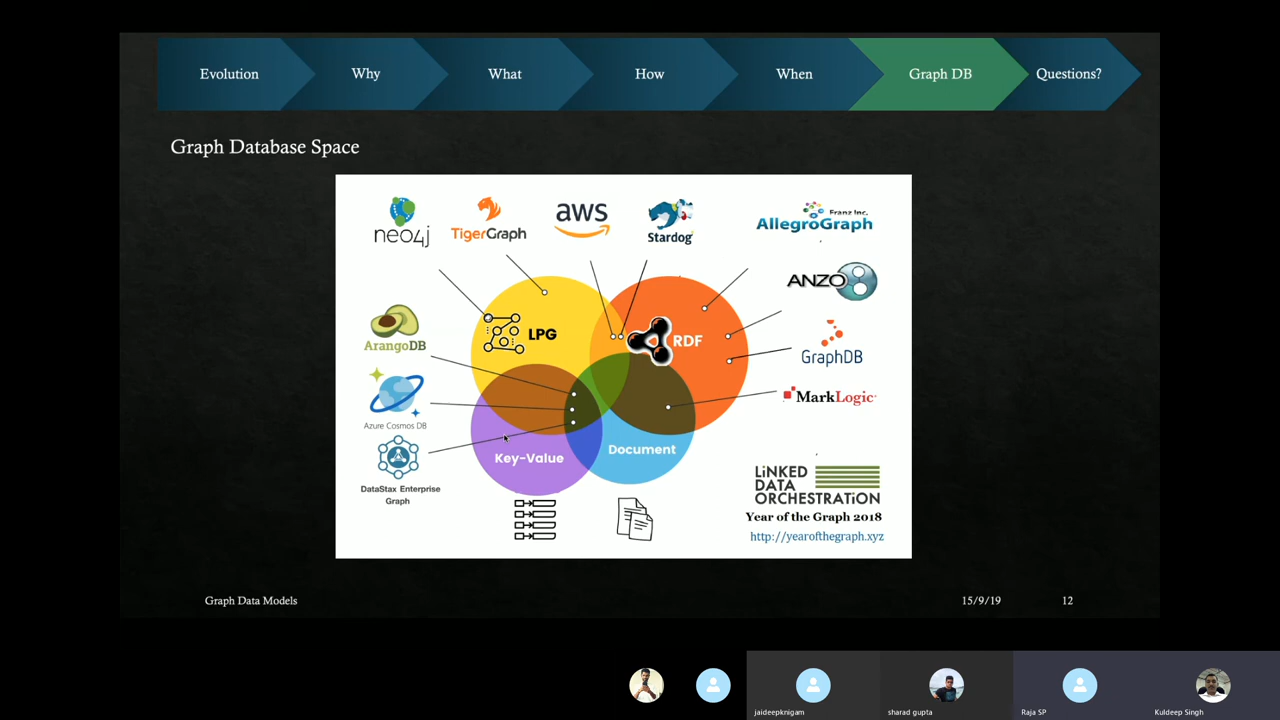 Evolution
Why
What
How
When
Graph DB
Questions?
Graph Database Space
neo4j
TigerGraph
aws
Stardog
Franz Inc.
AllegroGraph
ANZO
ArangoDB
LPG
RDF
GraphDB
Azure Cosmos DB
MarkLogic
Key-Value
Document
DataStax Enterprise
Graph
LINKED
DATA
ORCHESTRATION
Year of the Graph 2018
http://yearofthegraph.xyz
Graph Data Models
15/9/19
12
jaideepknigam
sharad gupta
Raja SP
Kuldeep Singh